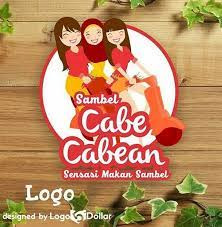 Sambel
Cabe
Cabean
Sensasi Makan Sambel
Logo
designed by Logo Dollar